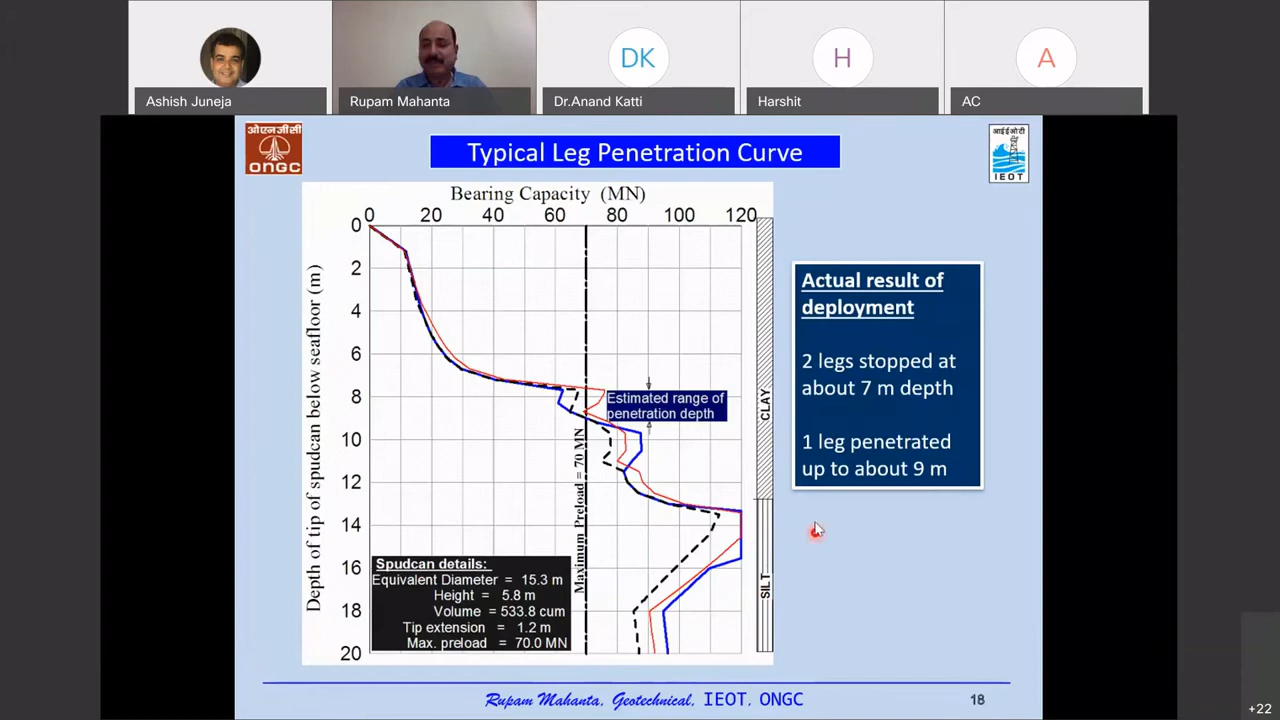 DK
H
A
Ashish Juneja
Rupam Mahanta
Dr.Anand Katti
Harshit
AC
ओएनजीसी
ONGC
Typical Leg Penetration Curve
आईईओटी
IEOT
Bearing Capacity (MN)
0 20 40 60 80 100 120
0
2
4
6
8
10
12
14
16
18
20
Depth of tip of spudcan below seafloor (m)
Maximum Preload = 70 MN
Estimated range of
penetration depth
CLAY
SILT
Spudcan details:
Equivalent Diameter = 15.3 m
Height = 5.8 m
Volume = 533.8 cum
Tip extension = 1.2 m
Max. preload = 70.0 MN
Actual result of
deployment
2 legs stopped at
about 7 m depth
1 leg penetrated
up to about 9 m
Rupam Mahanta, Geotechnical, IEOT, ONGC
18
+22